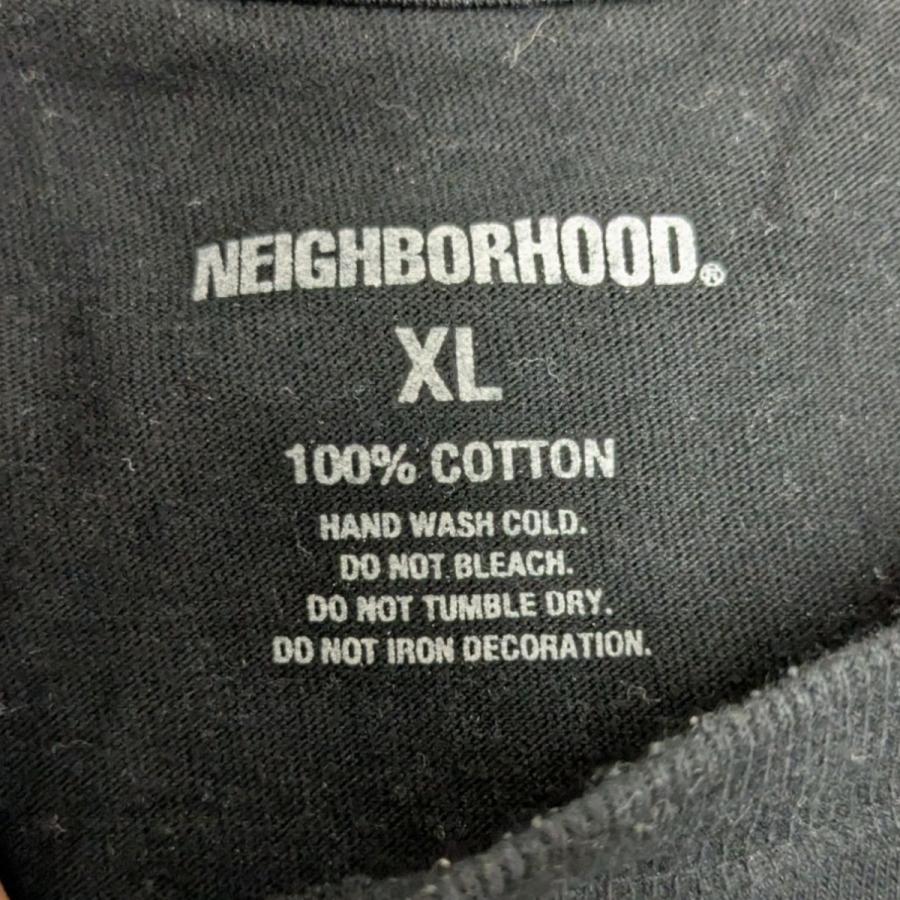 NEIGHBORHOOD®
XL
100% COTTON
HAND WASH COLD.
DO NOT BLEACH.
DO NOT TUMBLE DRY.
DO NOT IRON DECORATION.